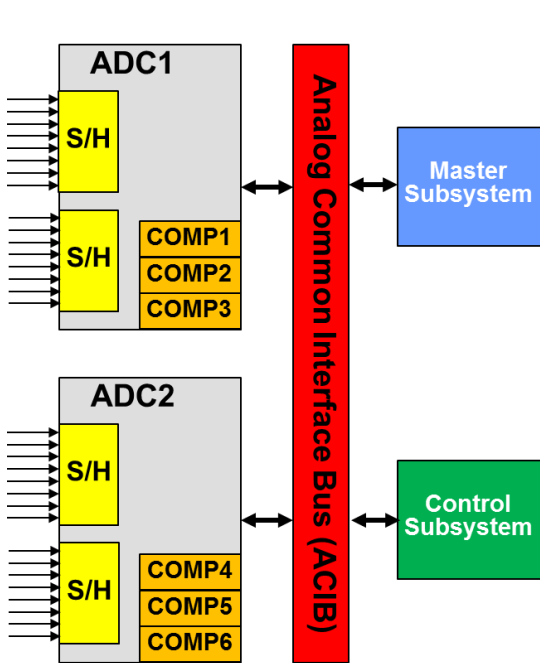 ADC1
S/H
S/H
COMP1
COMP2
COMP3
ADC2
S/H
S/H
COMP4
COMP5
COMP6
Analog Common Interface Bus (ACIB)
Master
Subsystem
Control
Subsystem